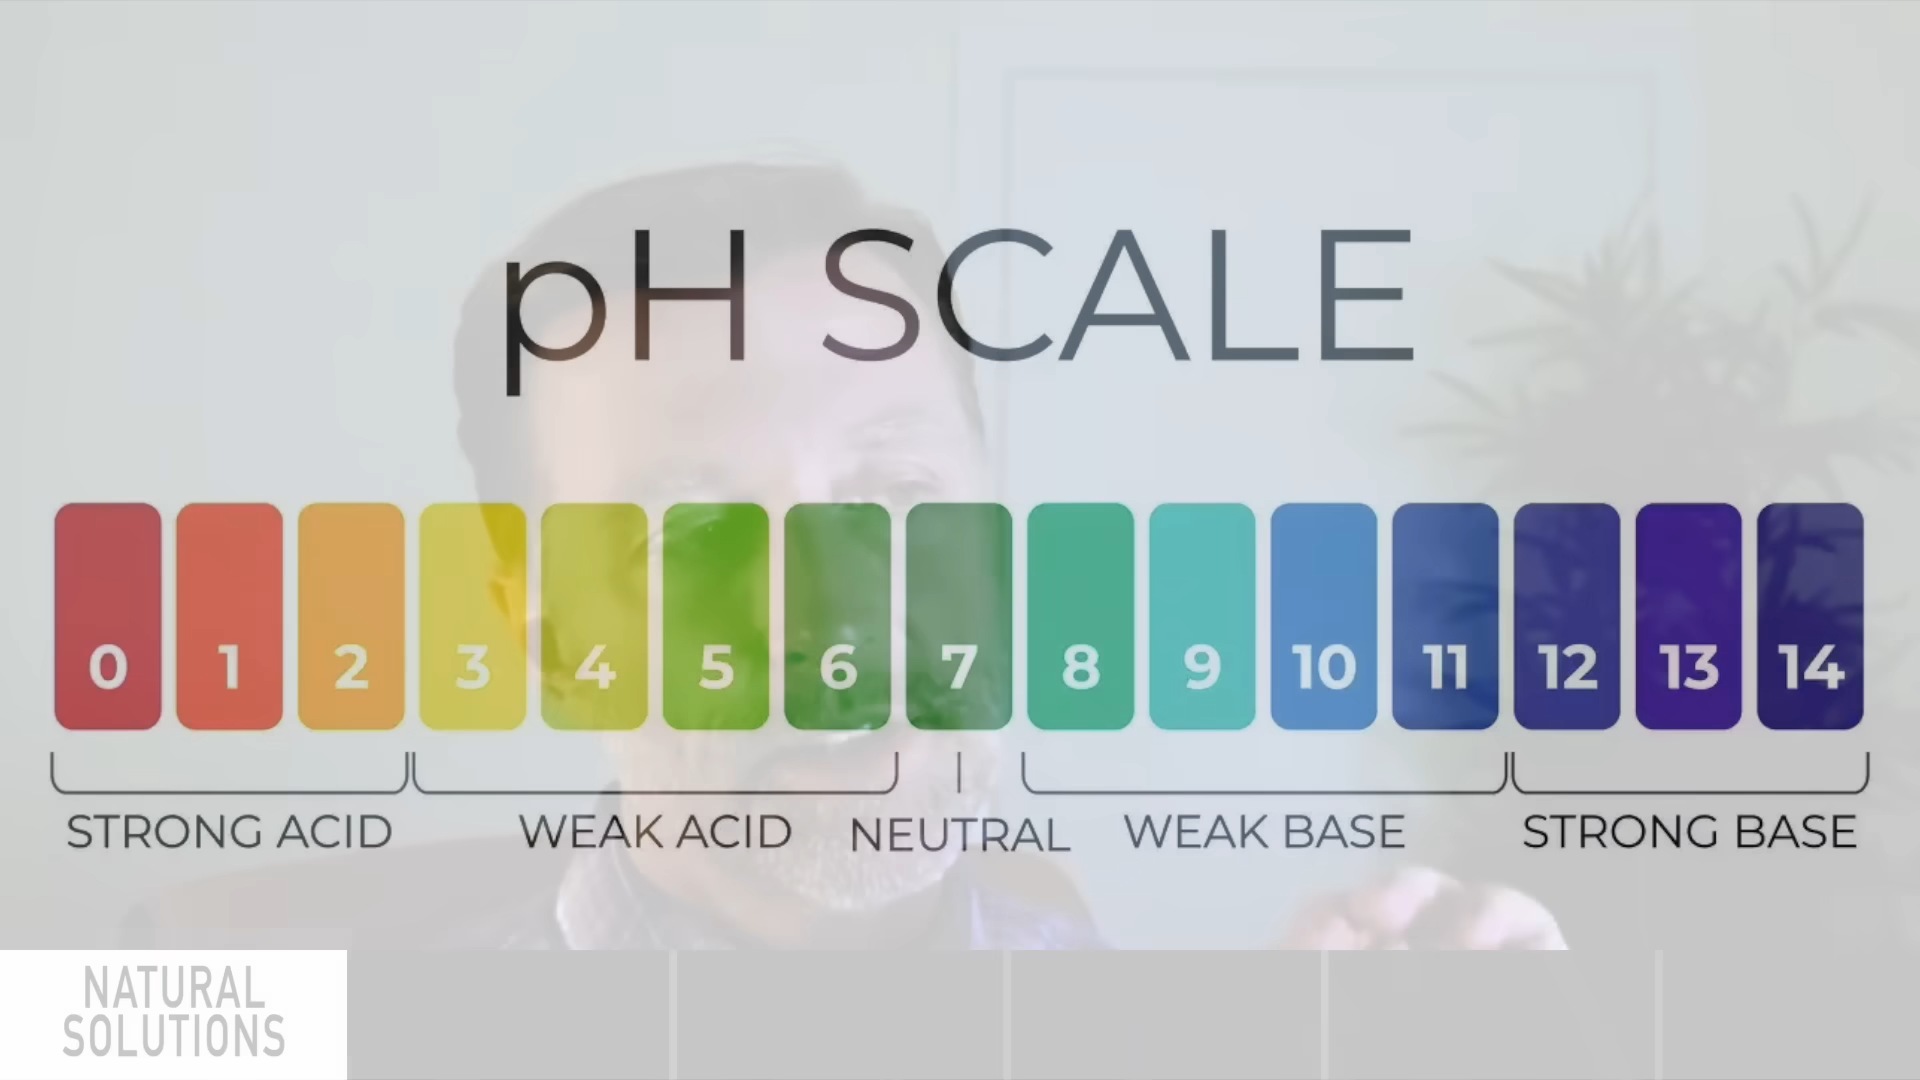 pH SCALE
0 1 2 3 4 5 6 7 8 9 10 11 12 13 14
STRONG ACID WEAK ACID NEUTRAL WEAK BASE STRONG BASE
NATURAL
SOLUTIONS